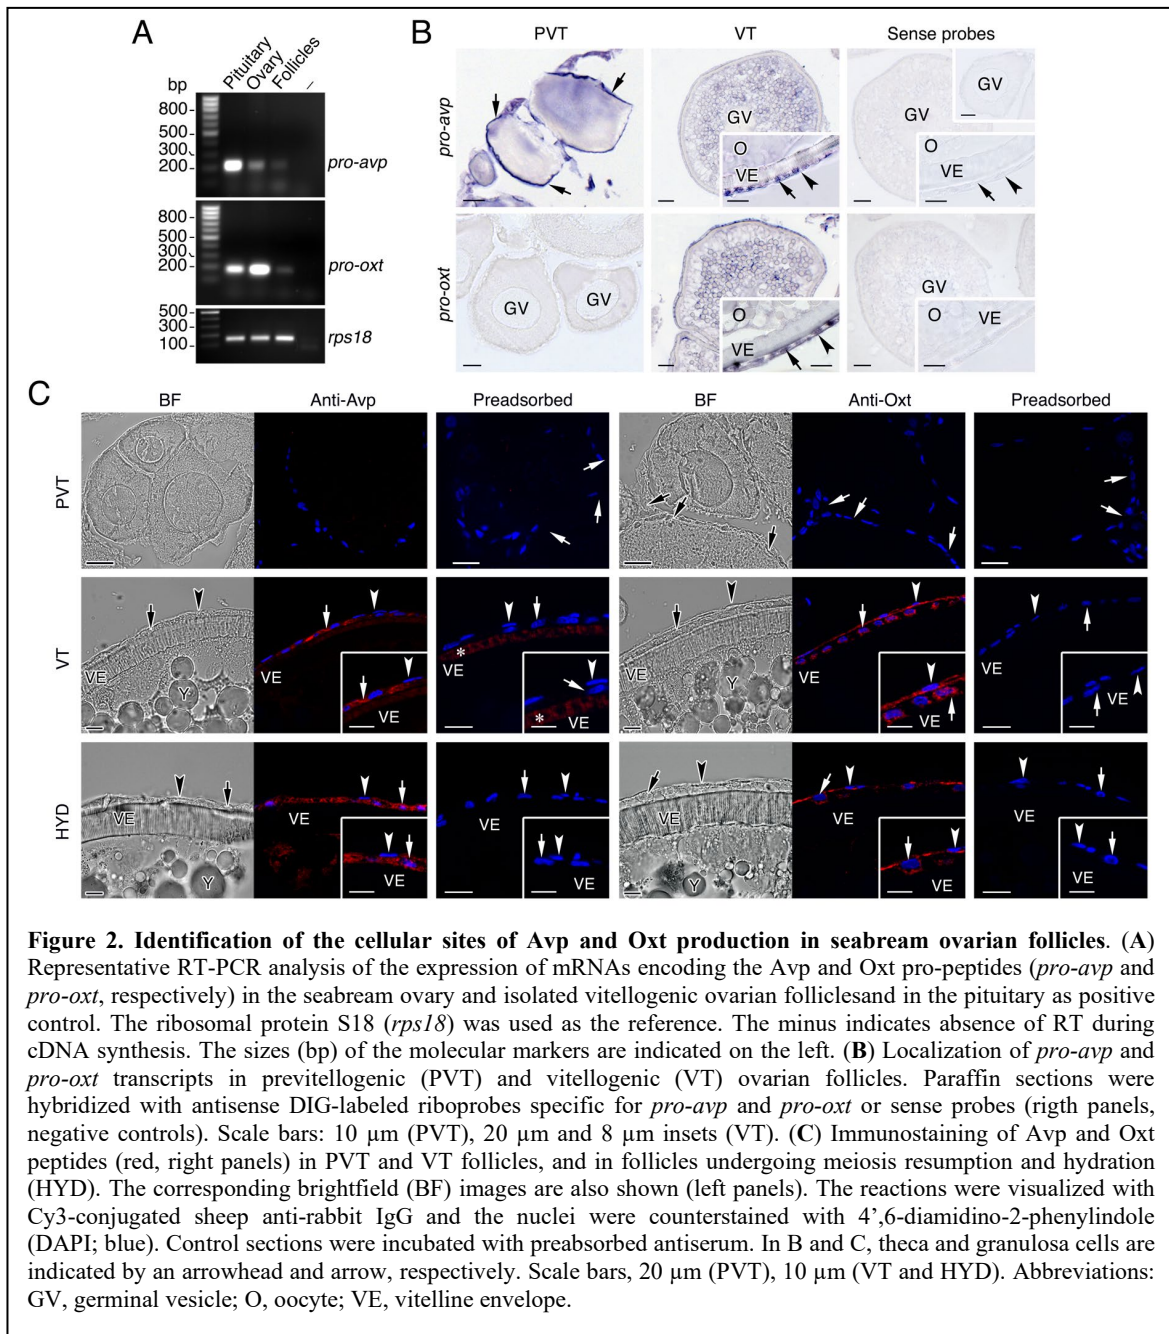 A
Pituitary
Ovary
Follicles
–
bp
800
500
300
200
pro-avp
800
500
300
200
pro-oxt
500
300
100
rps18
B
PVT VT Sense probes
pro-avp
GV
O
VE
GV
GV
O
VE
pro-oxt
GV
GV
GV
O
VE
GV
O
VE
C
BF Anti-Avp Preadsorbed BF Anti-Oxt Preadsorbed
PVT
VT
VE
Y
VE
VE
*
*
VE
VE
Y
VE
VE
VE
HYD
VE
Y
VE
VE
VE
VE
VE
Y
VE
VE
VE
VE
Figure 2. Identification of the cellular sites of Avp and Oxt production in seabream ovarian follicles. (A)
Representative RT-PCR analysis of the expression of mRNAs encoding the Avp and Oxt pro-peptides (pro-avp and
pro-oxt, respectively) in the seabream ovary and isolated vitellogenic ovarian folliclesand in the pituitary as positive
control. The ribosomal protein S18 (rps18) was used as the reference. The minus indicates absence of RT during
cDNA synthesis. The sizes (bp) of the molecular markers are indicated on the left. (B) Localization of pro-avp and
pro-oxt transcripts in previtellogenic (PVT) and vitellogenic (VT) ovarian follicles. Paraffin sections were
hybridized with antisense DIG-labeled riboprobes specific for pro-avp and pro-oxt or sense probes (rigth panels,
negative controls). Scale bars: 10 µm (PVT), 20 µm and 8 µm insets (VT). (C) Immunostaining of Avp and Oxt
peptides (red, right panels) in PVT and VT follicles, and in follicles undergoing meiosis resumption and hydration
(HYD). The corresponding brightfield (BF) images are also shown (left panels). The reactions were visualized with
Cy3-conjugated sheep anti-rabbit IgG and the nuclei were counterstained with 4’,6-diamidino-2-phenylindole
(DAPI; blue). Control sections were incubated with preabsorbed antiserum. In B and C, theca and granulosa cells are
indicated by an arrowhead and arrow, respectively. Scale bars, 20 µm (PVT), 10 µm (VT and HYD). Abbreviations:
GV, germinal vesicle; O, oocyte; VE, vitelline envelope.